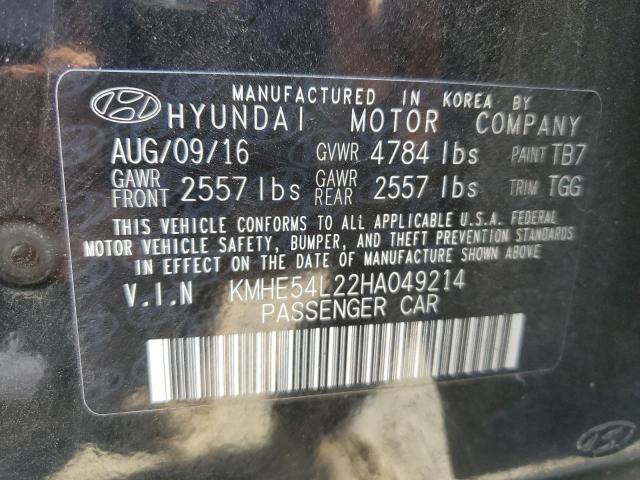 MANUFACTURED IN KOREA BY
HYUNDAI MOTOR COMPANY
AUG/09/16 GVWR 4784 lbs PAINT TB7
GAWR FRONT 2557 lbs GAWR REAR 2557 lbs TRIM TGG
THIS VEHICLE CONFORMS TO ALL APPLICABLE U.S.A. FEDERAL
MOTOR VEHICLE SAFETY, BUMPER, AND THEFT PREVENTION STANDARDS
IN EFFECT ON THE DATE OF MANUFACTURE SHOWN ABOVE.
V.I.N KMHE54L22HA049214
PASSENGER CAR